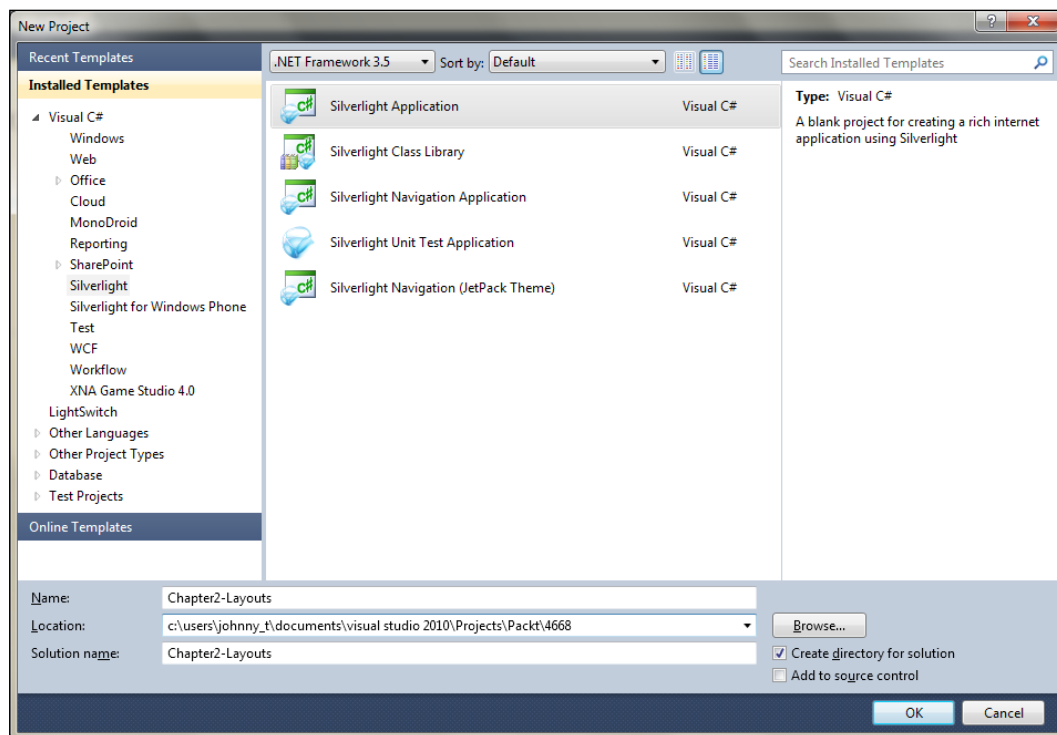 New Project
Recent Templates
Installed Templates
Visual C#
Windows
Web
Office
Cloud
MonoDroid
Reporting
SharePoint
Silverlight
Silverlight for Windows Phone
Test
WCF
Workflow
XNA Game Studio 4.0
LightSwitch
Other Languages
Other Project Types
Database
Test Projects
Online Templates
.NET Framework 3.5 Sort by: Default
Silverlight Application Visual C#
Silverlight Class Library Visual C#
Silverlight Navigation Application Visual C#
Silverlight Unit Test Application Visual C#
Silverlight Navigation (JetPack Theme) Visual C#
Search Installed Templates
Type: Visual C#
A blank project for creating a rich internet
application using Silverlight
Name: Chapter2-Layouts
Location: c:\users\johnny_t\documents\visual studio 2010\Projects\Packt\4668 Browse...
Solution name: Chapter2-Layouts
Create directory for solution
Add to source control
OK Cancel